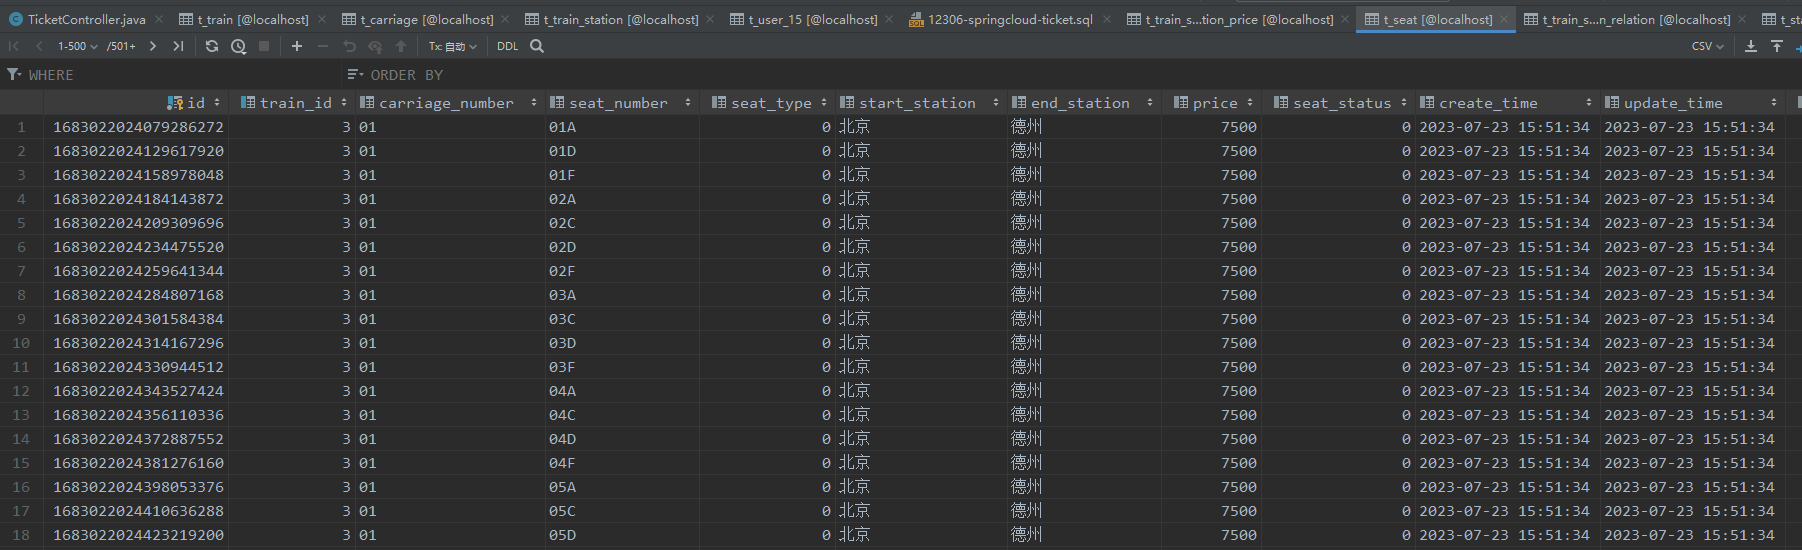 TicketController.java t_train [@localhost] t_carriage [@localhost] t_train_station [@localhost] t_user_15 [@localhost] 12306-springcloud-ticket.sql t_train_s...tion_price [@localhost] t_seat [@localhost] t_train_s...n_relation [@localhost] t_sta
1-500 /501+ Tx: 自动 DDL CSV
WHERE ORDER BY
id train_id carriage_number seat_number seat_type start_station end_station price seat_status create_time update_time
1 1683022024079286272 3 01 01A 0 北京 德州 7500 0 2023-07-23 15:51:34 2023-07-23 15:51:34
2 1683022024129617920 3 01 01D 0 北京 德州 7500 0 2023-07-23 15:51:34 2023-07-23 15:51:34
3 1683022024158978048 3 01 01F 0 北京 德州 7500 0 2023-07-23 15:51:34 2023-07-23 15:51:34
4 1683022024184143872 3 01 02A 0 北京 德州 7500 0 2023-07-23 15:51:34 2023-07-23 15:51:34
5 1683022024209309696 3 01 02C 0 北京 德州 7500 0 2023-07-23 15:51:34 2023-07-23 15:51:34
6 1683022024234475520 3 01 02D 0 北京 德州 7500 0 2023-07-23 15:51:34 2023-07-23 15:51:34
7 1683022024259641344 3 01 02F 0 北京 德州 7500 0 2023-07-23 15:51:34 2023-07-23 15:51:34
8 1683022024284807168 3 01 03A 0 北京 德州 7500 0 2023-07-23 15:51:34 2023-07-23 15:51:34
9 1683022024301584384 3 01 03C 0 北京 德州 7500 0 2023-07-23 15:51:34 2023-07-23 15:51:34
10 1683022024314167296 3 01 03D 0 北京 德州 7500 0 2023-07-23 15:51:34 2023-07-23 15:51:34
11 1683022024330944512 3 01 03F 0 北京 德州 7500 0 2023-07-23 15:51:34 2023-07-23 15:51:34
12 1683022024343527424 3 01 04A 0 北京 德州 7500 0 2023-07-23 15:51:34 2023-07-23 15:51:34
13 1683022024356110336 3 01 04C 0 北京 德州 7500 0 2023-07-23 15:51:34 2023-07-23 15:51:34
14 1683022024372887552 3 01 04D 0 北京 德州 7500 0 2023-07-23 15:51:34 2023-07-23 15:51:34
15 1683022024381276160 3 01 04F 0 北京 德州 7500 0 2023-07-23 15:51:34 2023-07-23 15:51:34
16 1683022024398053376 3 01 05A 0 北京 德州 7500 0 2023-07-23 15:51:34 2023-07-23 15:51:34
17 1683022024410636288 3 01 05C 0 北京 德州 7500 0 2023-07-23 15:51:34 2023-07-23 15:51:34
18 1683022024423219200 3 01 05D 0 北京 德州 7500 0 2023-07-23 15:51:34 2023-07-23 15:51:34